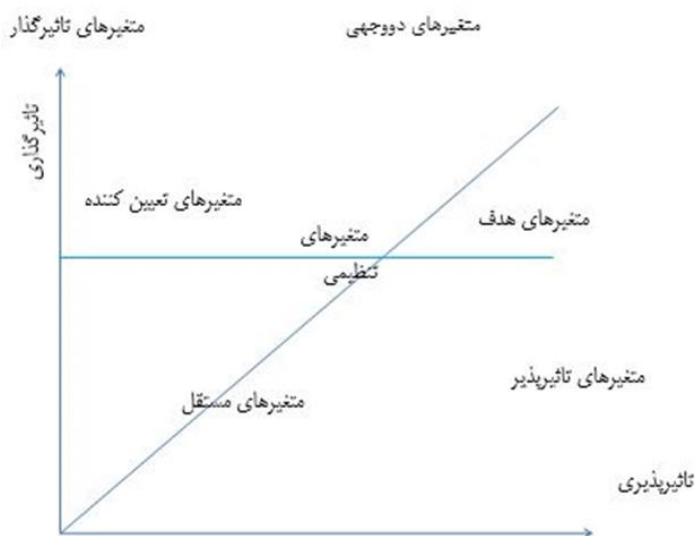 متغیرهای تاثیرگذار
متغیرهای دووجهی
تاثیرگذاری
متغیرهای تعیین کننده
متغیرهای هدف
متغیرهای
تنظیمی
متغیرهای تاثیرپذیر
متغیرهای مستقل
تاثیرپذیری